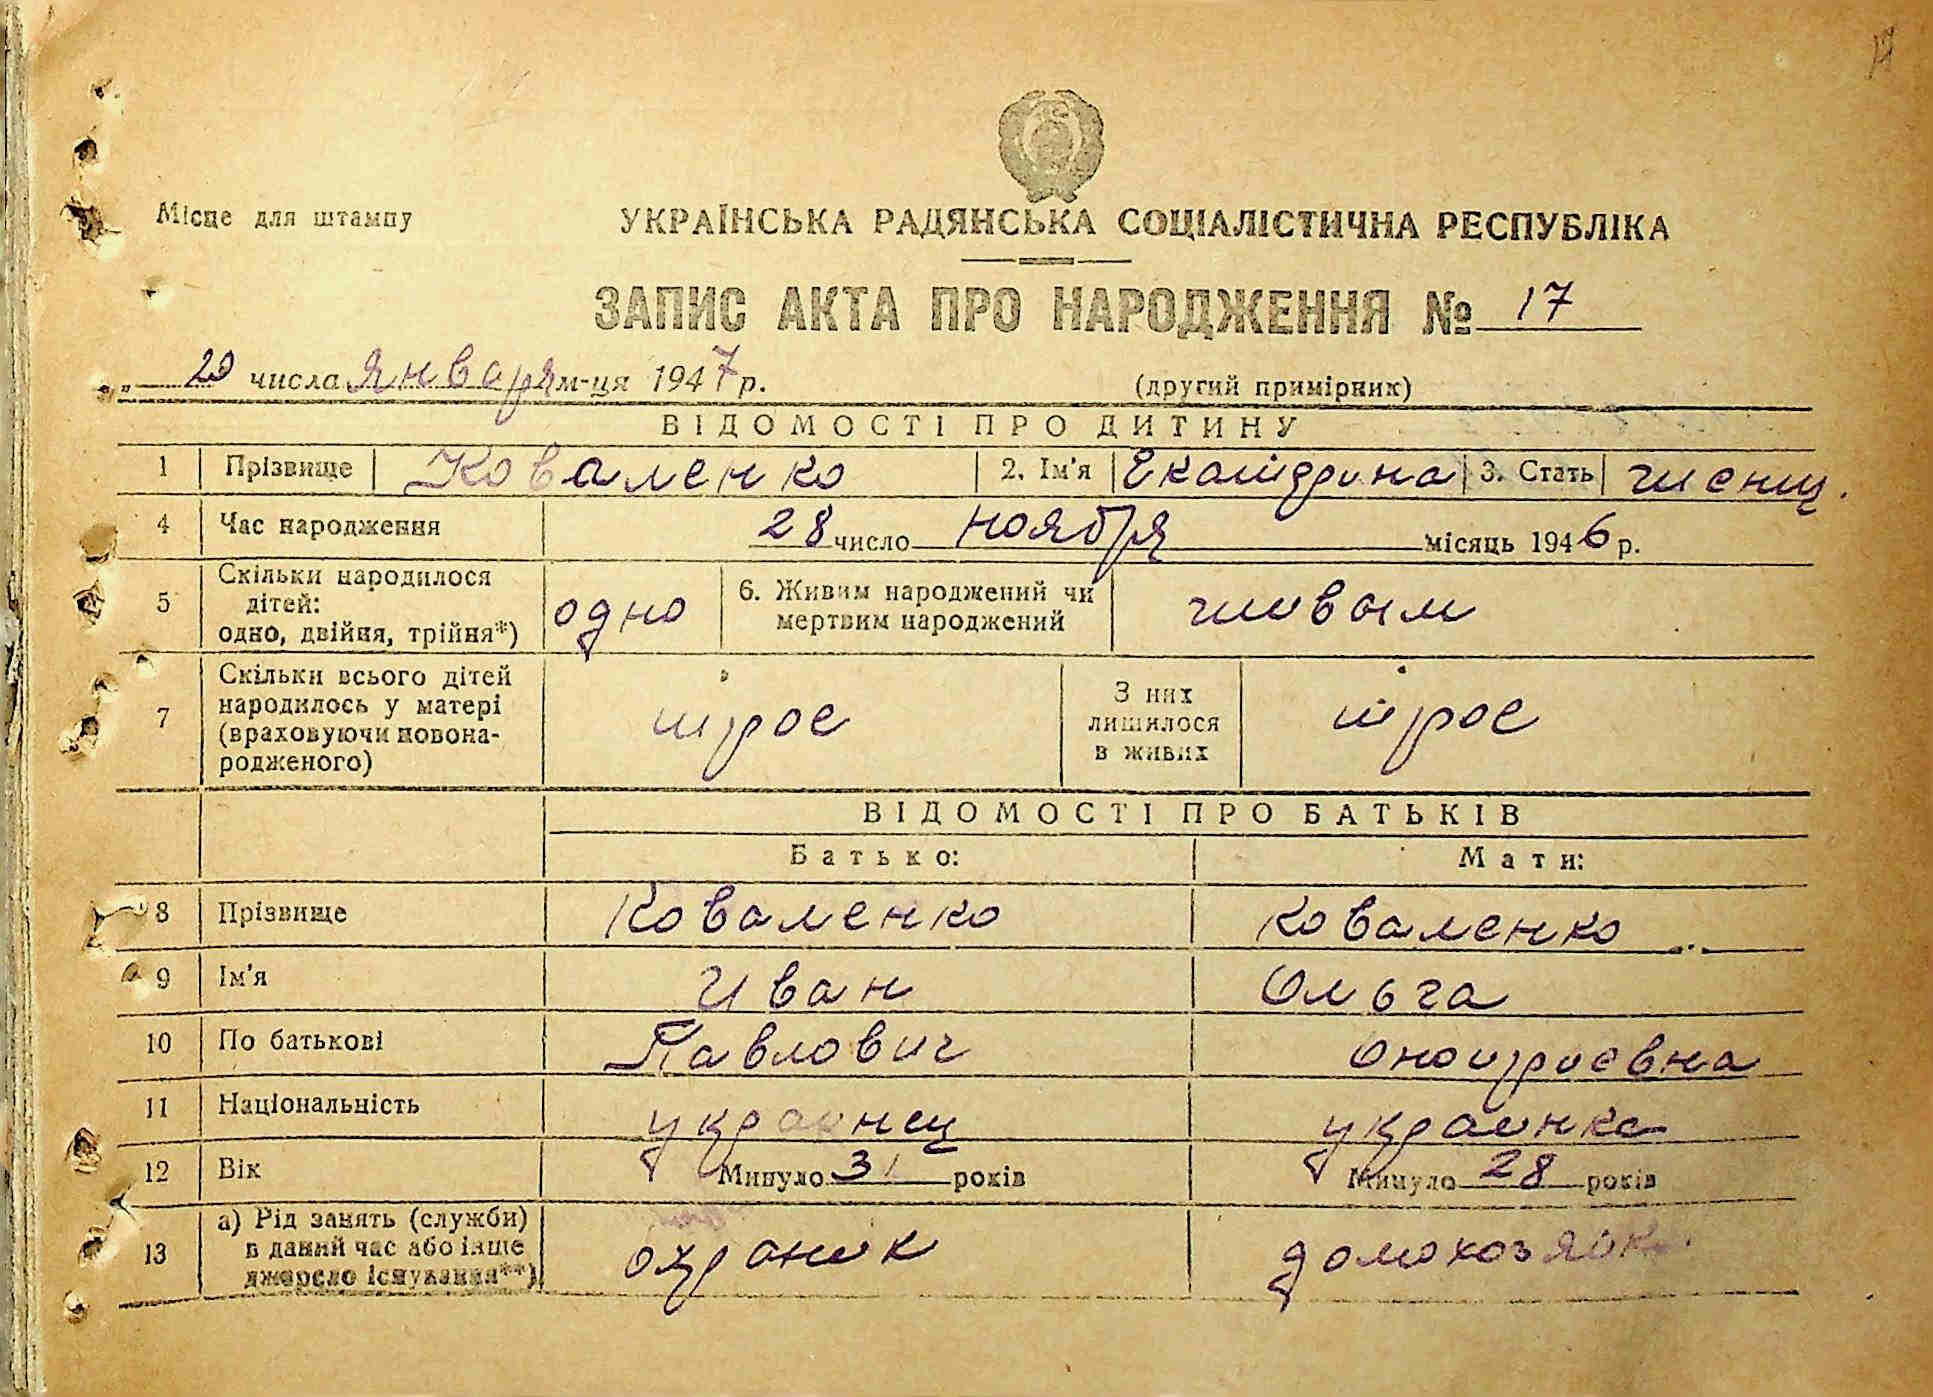 17
Місце для штампу
УКРАЇНСЬКА РАДЯНСЬКА СОЦІАЛІСТИЧНА РЕСПУБЛІКА
ЗАПИС АКТА ПРО НАРОДЖЕННЯ № 17
„ 20 числа января м-ця 1947 р.
(другий примірник)
ВІДОМОСТІ ПРО ДИТИНУ
1 Прізвище Коваленко 2. Ім'я Екатерина 3. Стать женщ.
4 Час народження 28 число ноября місяць 1946 р.
5 Скільки народилося
дітей:
одно, двійня, трійня*)
одно
6. Живим народжений чи
мертвим народжений
живым
7 Скільки всього дітей
народилось у матері
(враховуючи новона-
родженого)
трое
З них
лишилося
в живих
трое
ВІДОМОСТІ ПРО БАТЬКІВ
Батько: Мати:
8 Прізвище Коваленко Коваленко
9 Ім'я Иван Ольга
10 По батькові Павлович Оноприевна
11 Національність украинец украинка
12 Вік Минуло 31 років Минуло 28 років
13 а) Рід занять (служби)
в даний час або інше
джерело існування**)
охраник домохозяйка